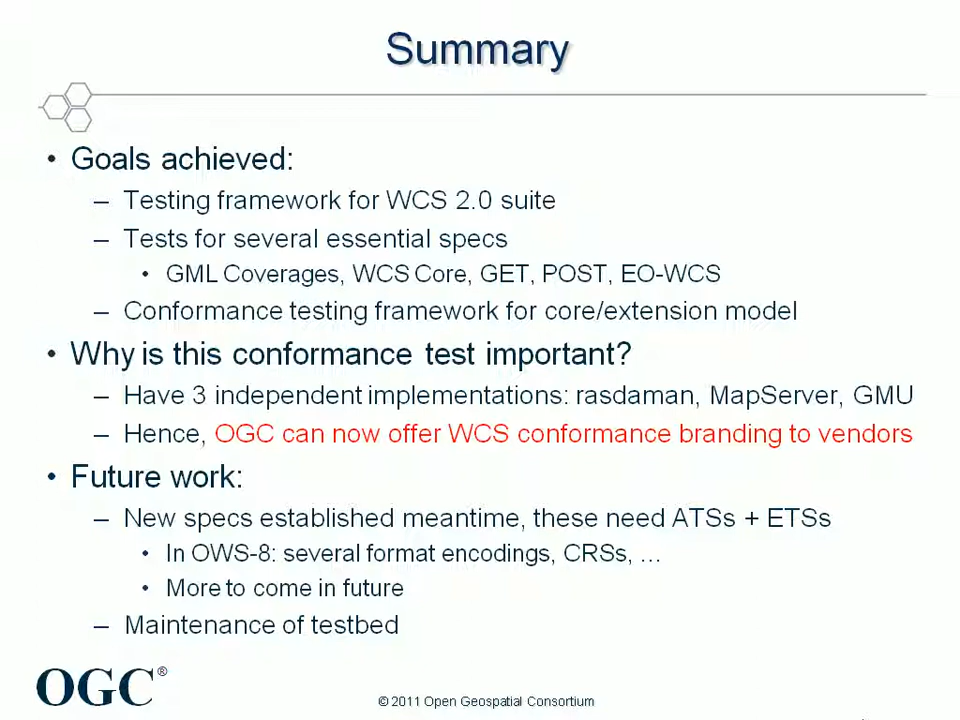 Summary
• Goals achieved:
– Testing framework for WCS 2.0 suite
– Tests for several essential specs
• GML Coverages, WCS Core, GET, POST, EO-WCS
– Conformance testing framework for core/extension model
• Why is this conformance test important?
– Have 3 independent implementations: rasdaman, MapServer, GMU
– Hence, OGC can now offer WCS conformance branding to vendors
• Future work:
– New specs established meantime, these need ATSs + ETSs
• In OWS-8: several format encodings, CRSs, ...
• More to come in future
– Maintenance of testbed
OGC®
© 2011 Open Geospatial Consortium